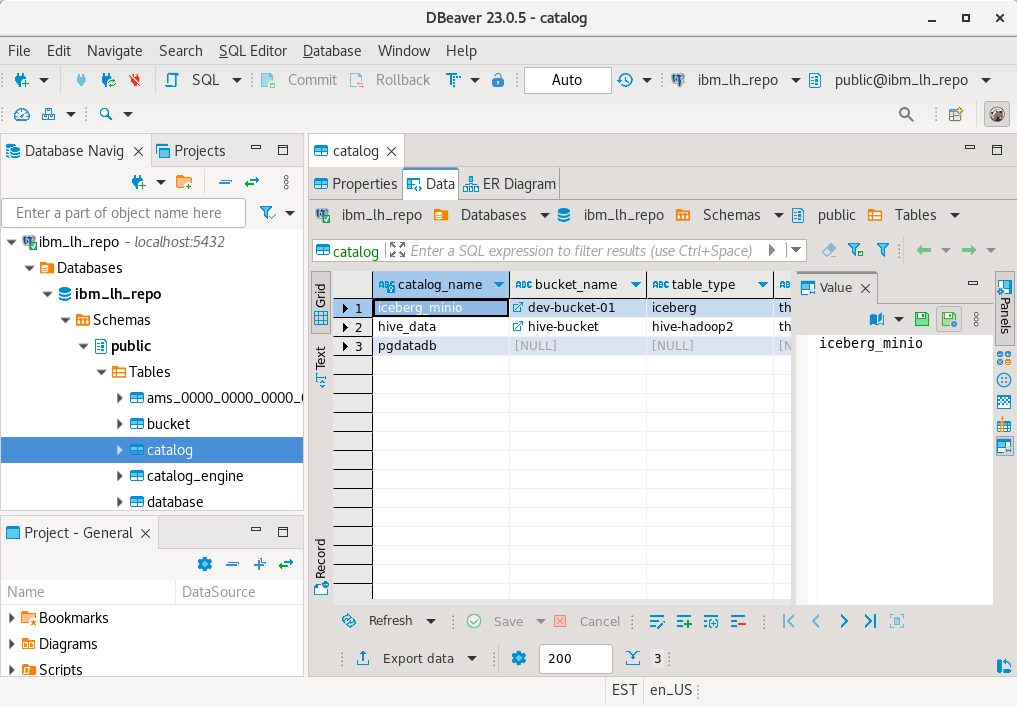 DBeaver 23.0.5 - catalog
File Edit Navigate Search SQL Editor Database Window Help
SQL Commit Rollback Auto ibm_lh_repo public@ibm_lh_repo
Database Navig Projects
Enter a part of object name here
ibm_lh_repo - localhost:5432
Databases
ibm_lh_repo
Schemas
public
Tables
ams_0000_0000_0000_0
bucket
catalog
catalog_engine
database
Project - General
Name DataSource
Bookmarks
Diagrams
Scripts
catalog
Properties Data ER Diagram
ibm_lh_repo Databases ibm_lh_repo Schemas public Tables
catalog Enter a SQL expression to filter results (use Ctrl+Space)
Grid
Text
Record
catalog_name bucket_name table_type
1 iceberg_minio dev-bucket-01 iceberg th
2 hive_data hive-bucket hive-hadoop2 th
3 pgdatadb [NULL] [NULL] [N
Value
iceberg_minio
Panels
Refresh Save Cancel
Export data 200 3
EST en_US